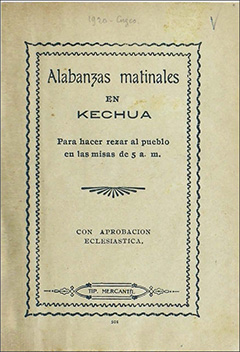 1920-Cuzco.
Alabanzas matinales
EN
KECHUA
Para hacer rezar al pueblo
en las misas de 5 a. m.
CON APROBACION
ECLESIASTICA.
TIP. MERCANTIL